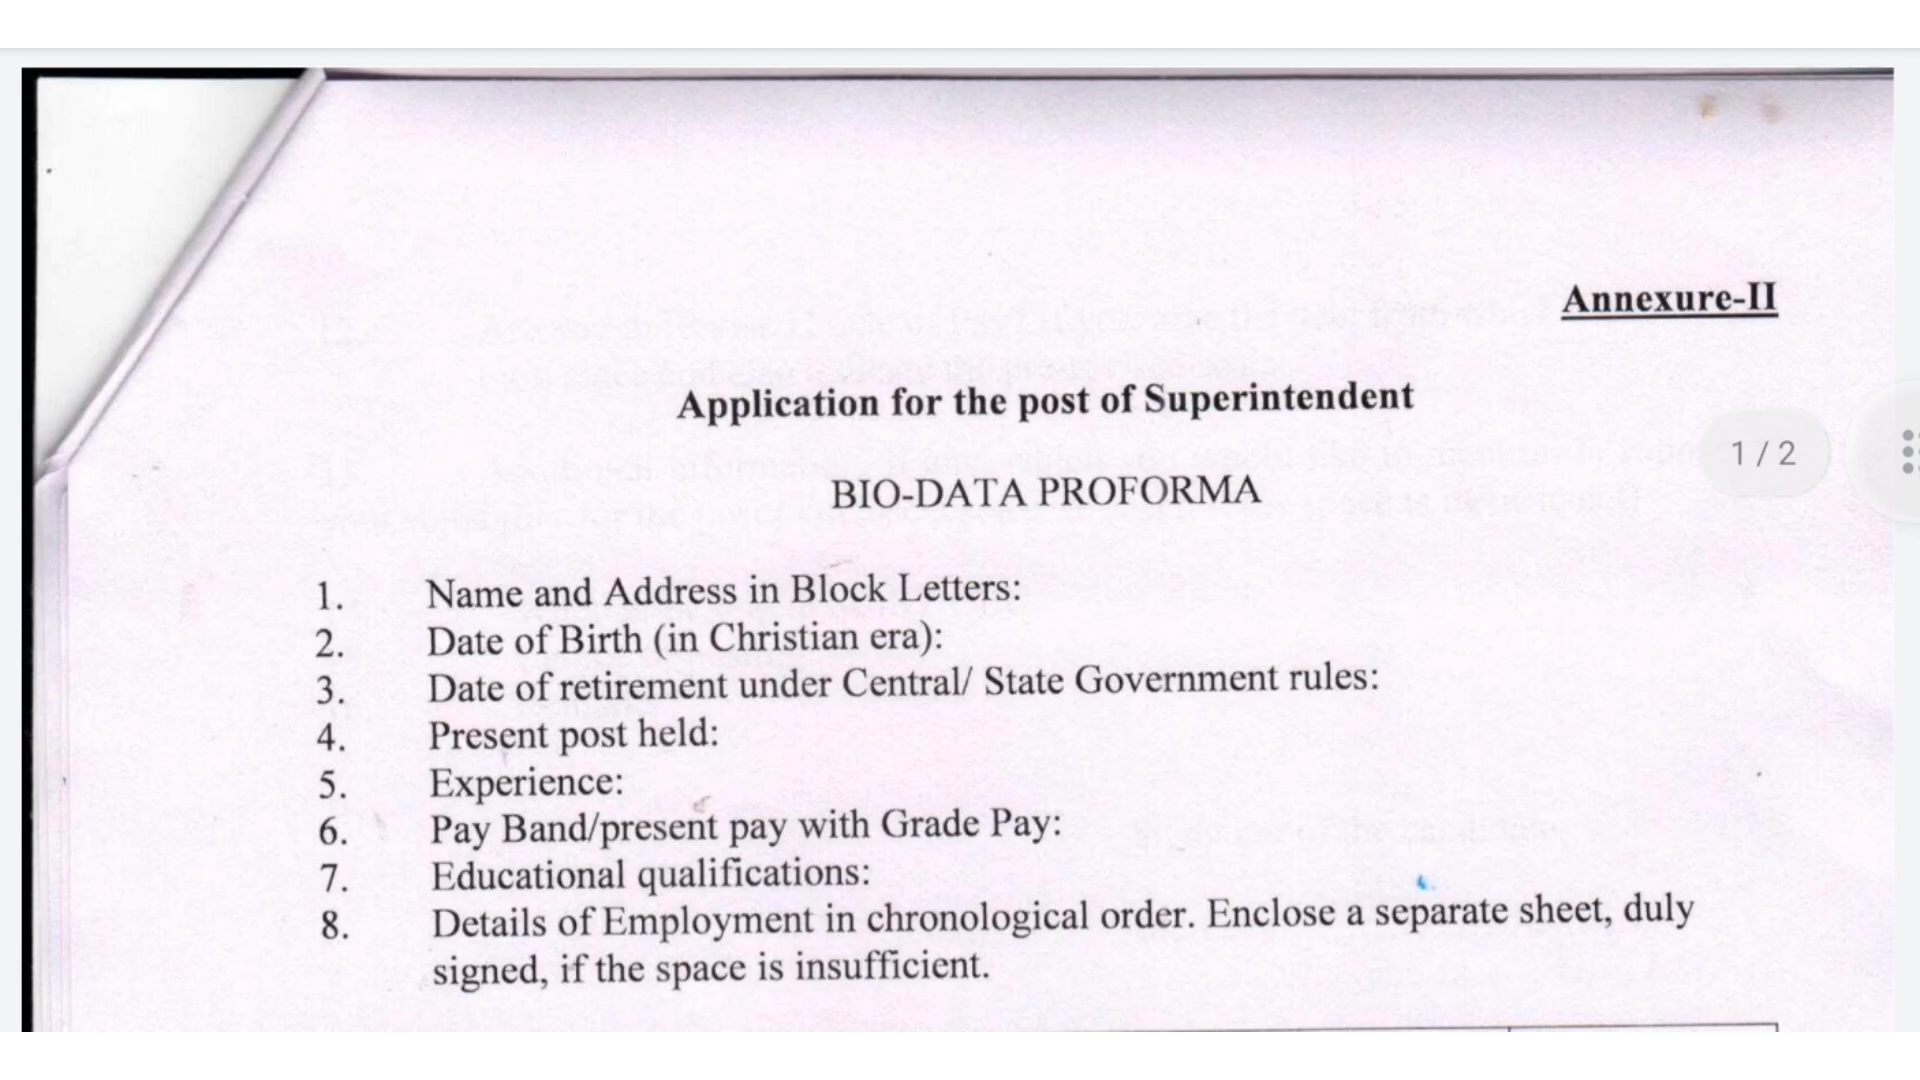 Annexure-II
Application for the post of Superintendent
1 / 2
BIO-DATA PROFORMA
1. Name and Address in Block Letters:
2. Date of Birth (in Christian era):
3. Date of retirement under Central/ State Government rules:
4. Present post held:
5. Experience:
6. Pay Band/present pay with Grade Pay:
7. Educational qualifications:
8. Details of Employment in chronological order. Enclose a separate sheet, duly
signed, if the space is insufficient.